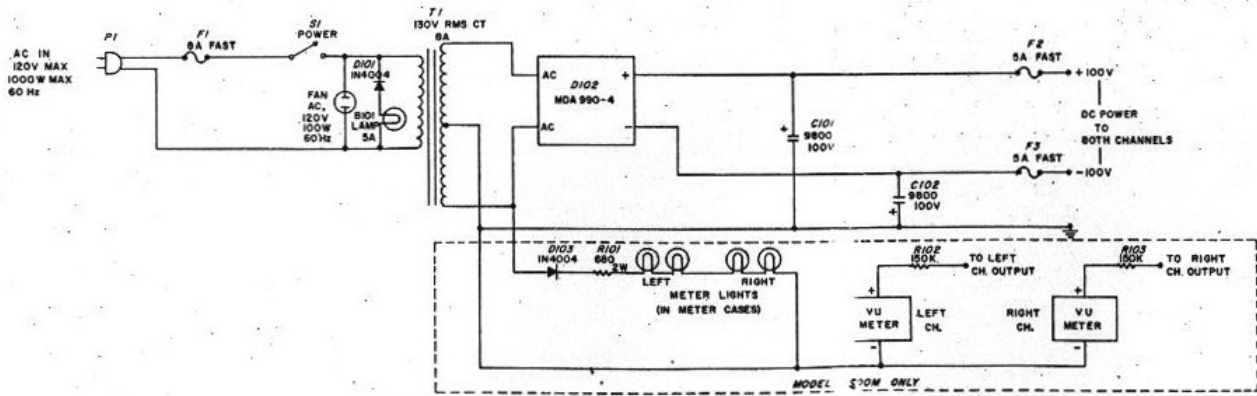 AC IN
120V MAX
1000W MAX
60 Hz
P1
F1
8A FAST
S1
POWER
D101
1N4004
FAN
AC,
120V
100W
60Hz
B101
LAMP
5A
T1
130V RMS CT
8A
AC
AC
D102
MDA 990-4
+
-
+
C101
9800
100V
C102
9800
100V
+
F2
5A FAST
+100V
DC POWER
TO
BOTH CHANNELS
F3
5A FAST
-100V
D103
1N4004
R101
680
2W
LEFT
RIGHT
METER LIGHTS
(IN METER CASES)
R102
150K
TO LEFT
CH. OUTPUT
+
VU
METER
-
LEFT
CH.
R103
150K
TO RIGHT
CH. OUTPUT
RIGHT
CH.
+
VU
METER
-
MODEL 500M ONLY